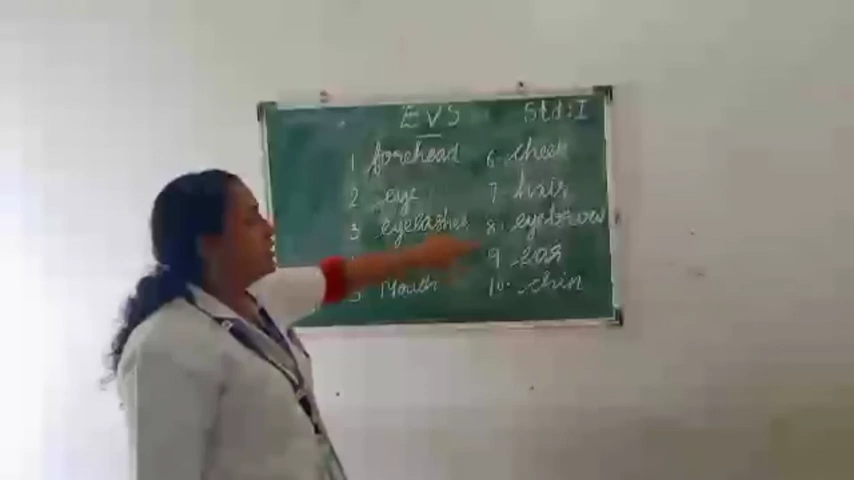 EVS Std:I
1 forehead
2 eye
3 eyelashes
5 Mouth
6. cheek
7 hair
8. eyebrow
9 ear
10. chin